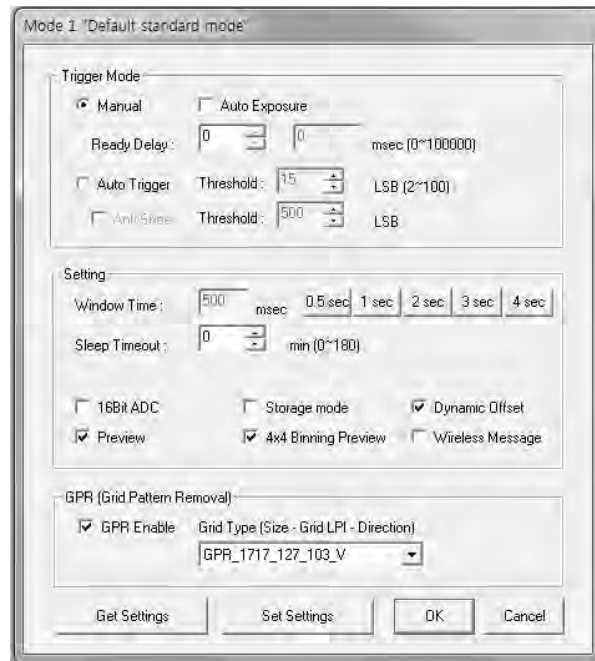 Mode 1 "Default standard mode"
Trigger Mode
Manual Auto Exposure
Ready Delay : 0 0 msec (0~100000)
Auto Trigger Threshold : 15 LSB (2~100)
Threshold : 500 LSB
Setting
Window Time : 500 msec 0.5 sec 1 sec 2 sec 3 sec 4 sec
Sleep Timeout : 0 min (0~180)
16Bit ADC Storage mode Dynamic Offset
Preview 4x4 Binning Preview Wireless Message
GPR (Grid Pattern Removal)
GPR Enable Grid Type (Size - Grid LPI - Direction)
GPR_1717_127_103_V
Get Settings Set Settings OK Cancel